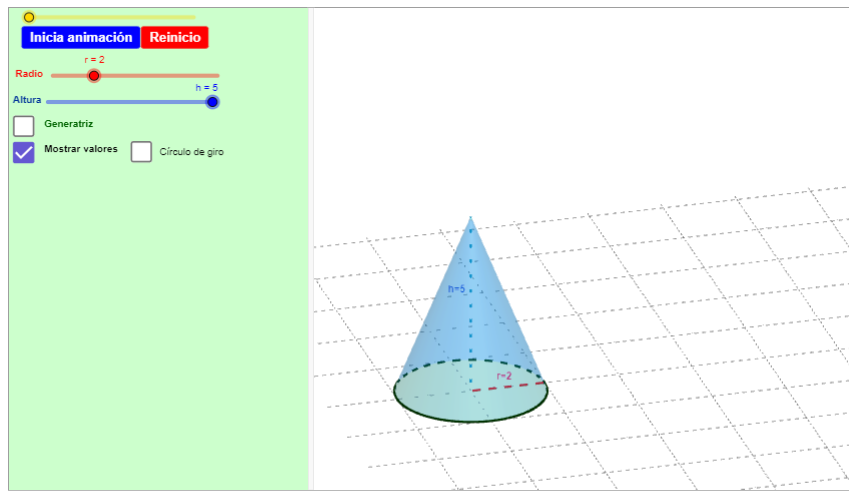 Inicia animación Reinicio
r = 2
Radio
h = 5
Altura
Generatriz
Mostrar valores Círculo de giro
h=5
r=2